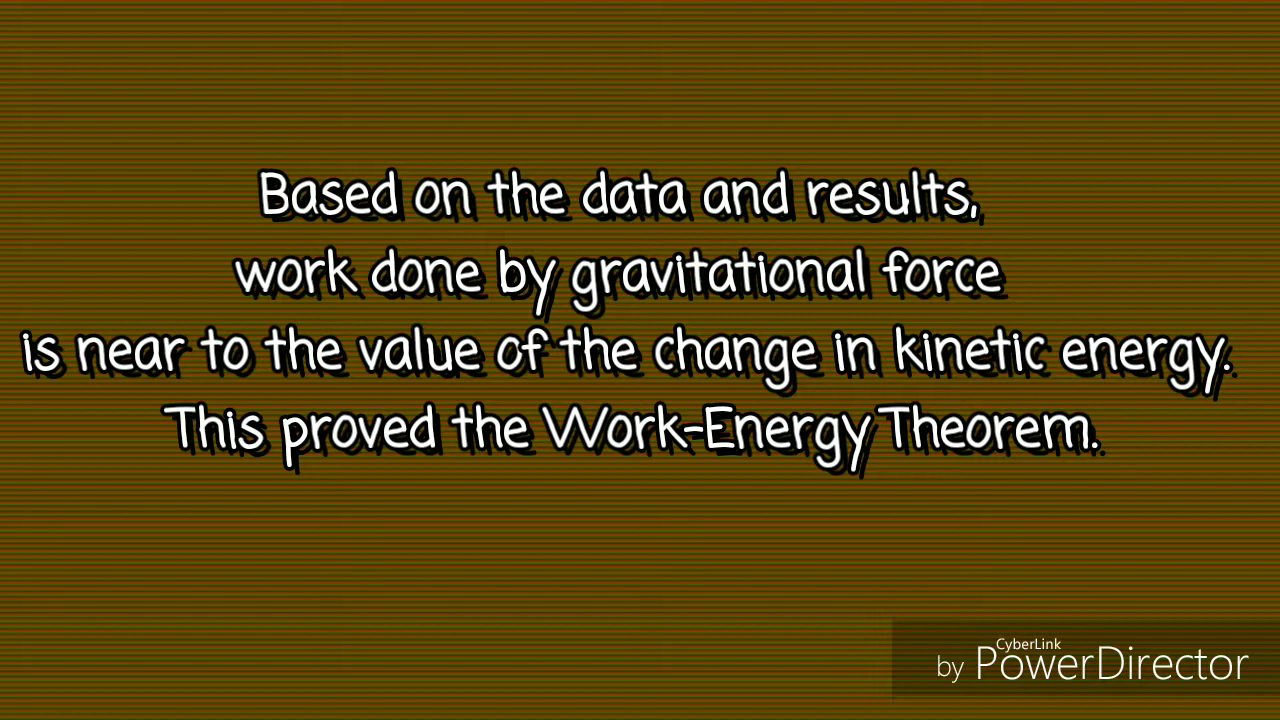 Based on the data and results,
work done by gravitational force
is near to the value of the change in kinetic energy.
This proved the Work-Energy Theorem.
CyberLink
by PowerDirector